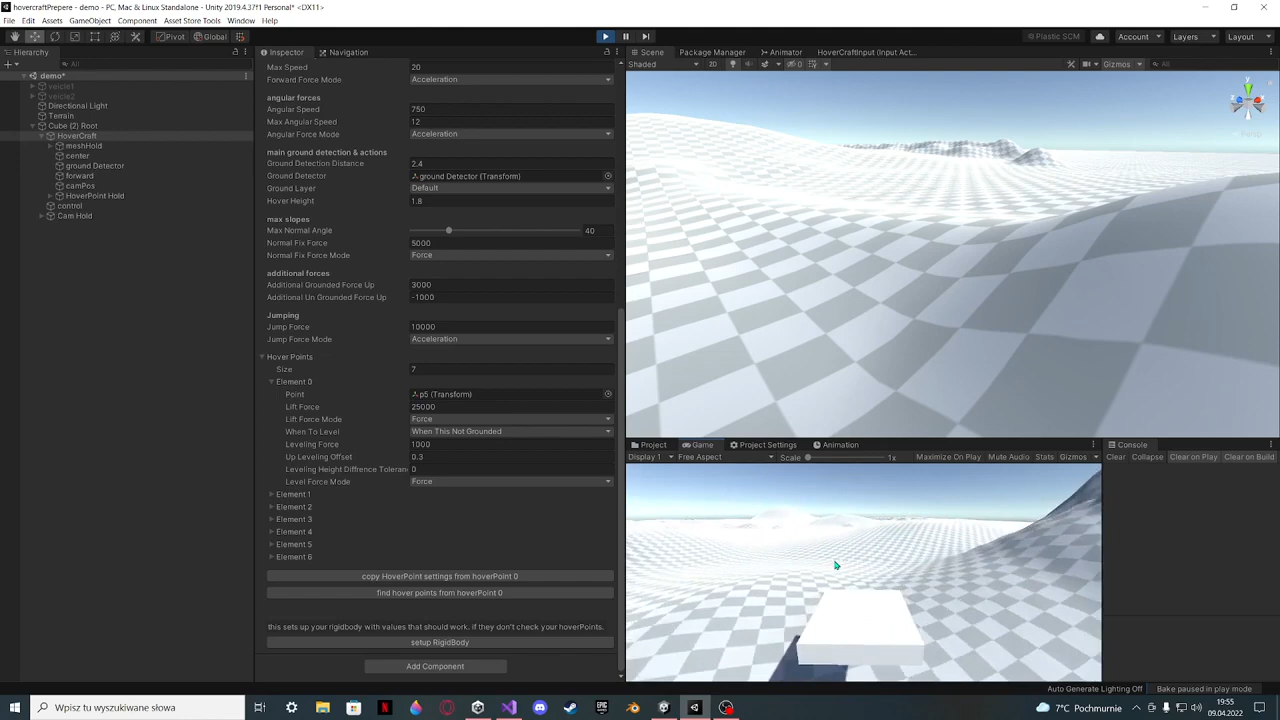 hovercraftPrepere - demo - PC, Mac & Linux Standalone - Unity 2019.4.37f1 Personal* <DX11>
File Edit Assets GameObject Component Asset Store Tools Window Help
Pivot Global Plastic SCM Account Layers Layout
Hierarchy
All
demo*
veicle1
veicle2
Directional Light
Terrain
Cube (2) Root
HoverCraft
meshHold
center
ground Detector
forward
camPos
HoverPoint Hold
control
Cam Hold
Inspector Navigation
Max Speed 20
Forward Force Mode Acceleration
angular forces
Angular Speed 750
Max Angular Speed 12
Angular Force Mode Acceleration
main ground detection & actions
Ground Detection Distance 2.4
Ground Detector ground Detector (Transform)
Ground Layer Default
Hover Height 1.8
max slopes
Max Normal Angle 40
Normal Fix Force 5000
Normal Fix Force Mode Force
additional forces
Additional Grounded Force Up 3000
Additional Un Grounded Force Up -1000
Jumping
Jump Force 10000
Jump Force Mode Acceleration
Hover Points
Size 7
Element 0
Point p5 (Transform)
Lift Force 25000
Lift Force Mode Force
When To Level When This Not Grounded
Leveling Force 1000
Up Leveling Offset 0.3
Leveling Height Diffrence Toleran 0
Level Force Mode Force
Element 1
Element 2
Element 3
Element 4
Element 5
Element 6
copy HoverPoint settings from hoverPoint 0
find hover points from hoverPoint 0
this sets up your rigidbody with values that should work. If they don't check your hoverPoints.
setup RigidBody
Add Component
Scene Package Manager Animator HoverCraftInput (Input Act...
Shaded 2D 0 Gizmos All
Persp
Project Game Project Settings Animation
Display 1 Free Aspect Scale 1x Maximize On Play Mute Audio Stats Gizmos
Console
Clear Collapse Clear on Play Clear on Build
Auto Generate Lighting Off Bake paused in play mode
Wpisz tu wyszukiwane słowa
7°C Pochmurnie
19:55
09.04.2022